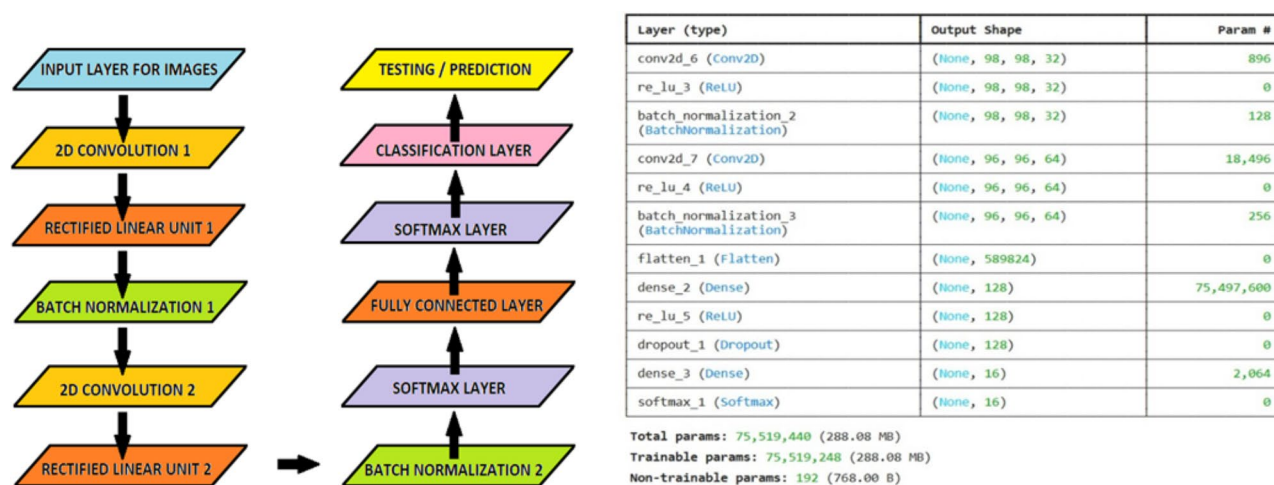 INPUT LAYER FOR IMAGES
2D CONVOLUTION 1
RECTIFIED LINEAR UNIT 1
BATCH NORMALIZATION 1
2D CONVOLUTION 2
RECTIFIED LINEAR UNIT 2
BATCH NORMALIZATION 2
SOFTMAX LAYER
FULLY CONNECTED LAYER
SOFTMAX LAYER
CLASSIFICATION LAYER
TESTING / PREDICTION
Layer (type) Output Shape Param #
conv2d_6 (Conv2D) (None, 98, 98, 32) 896
re_lu_3 (ReLU) (None, 98, 98, 32) 0
batch_normalization_2 (None, 98, 98, 32) 128
(BatchNormalization)
conv2d_7 (Conv2D) (None, 96, 96, 64) 18,496
re_lu_4 (ReLU) (None, 96, 96, 64) 0
batch_normalization_3 (None, 96, 96, 64) 256
(BatchNormalization)
flatten_1 (Flatten) (None, 589824) 0
dense_2 (Dense) (None, 128) 75,497,600
re_lu_5 (ReLU) (None, 128) 0
dropout_1 (Dropout) (None, 128) 0
dense_3 (Dense) (None, 16) 2,064
softmax_1 (Softmax) (None, 16) 0
Total params: 75,519,440 (288.08 MB)
Trainable params: 75,519,248 (288.08 MB)
Non-trainable params: 192 (768.00 B)